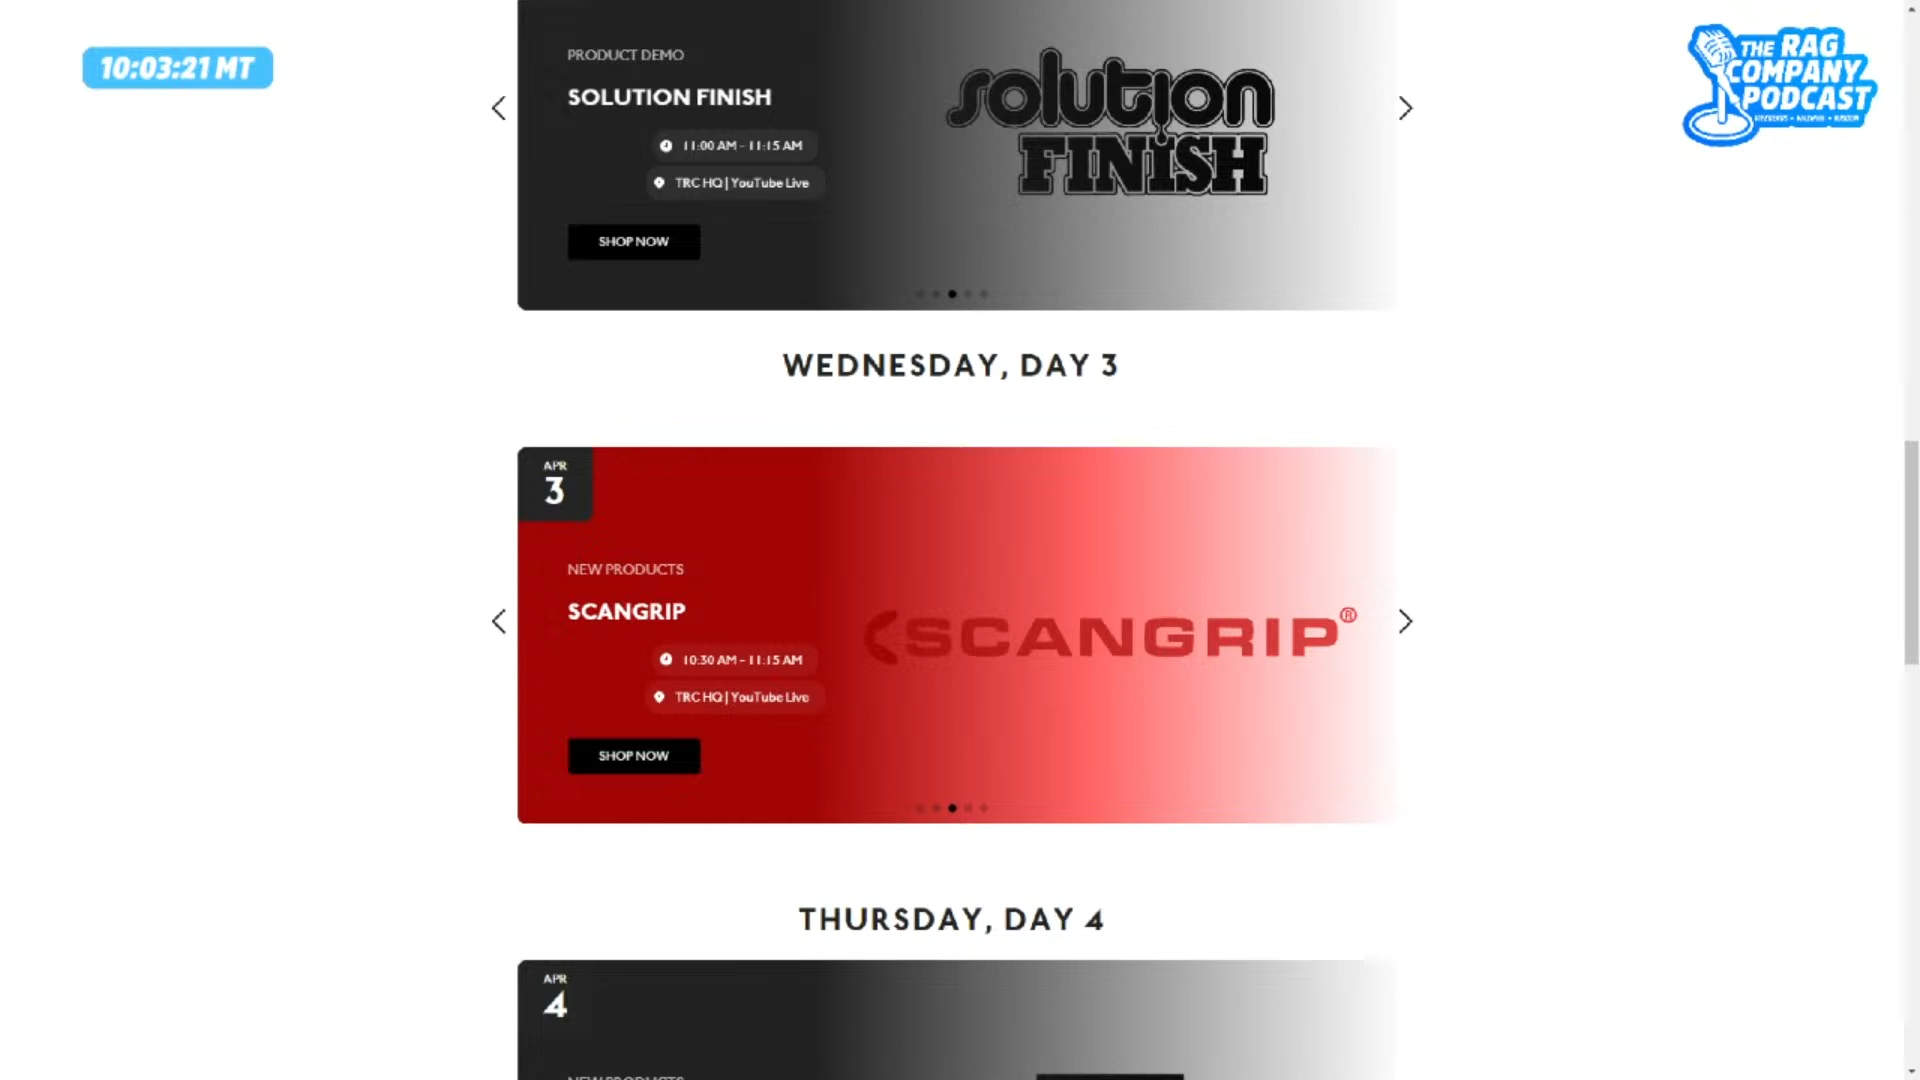 10:03:21 MT
THE RAG
COMPANY
PODCAST
PRODUCT DEMO
SOLUTION FINISH
11:00 AM - 11:15 AM
TRC HQ | YouTube Live
SHOP NOW
solution
FINISH
WEDNESDAY, DAY 3
APR
3
NEW PRODUCTS
SCANGRIP
10:30 AM - 11:15 AM
TRC HQ | YouTube Live
SHOP NOW
SCANGRIP®
THURSDAY, DAY 4
APR
4
NEW PRODUCTS